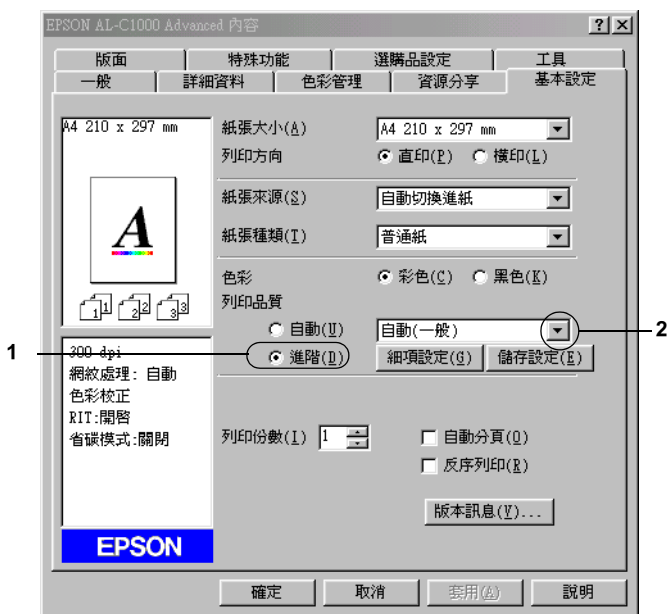 EPSON AL-C1000 Advanced 內容
版面 特殊功能 選購品設定 工具
一般 詳細資料 色彩管理 資源分享 基本設定
A4 210 x 297 mm
A
1 1 2 2 3 3
300 dpi
網紋處理: 自動
色彩校正
RIT:開啓
省碳模式:關閉
EPSON
紙張大小(A) A4 210 x 297 mm
列印方向 直印(P) 橫印(L)
紙張來源(S) 自動切換進紙
紙張種類(T) 普通紙
色彩 彩色(C) 黑色(K)
列印品質
自動(U) 自動(一般) 2
1 進階(D) 細項設定(G) 儲存設定(E)
列印份數(I) 1 自動分頁(O)
反序列印(R)
版本訊息(V)...
確定 取消 套用(A) 說明